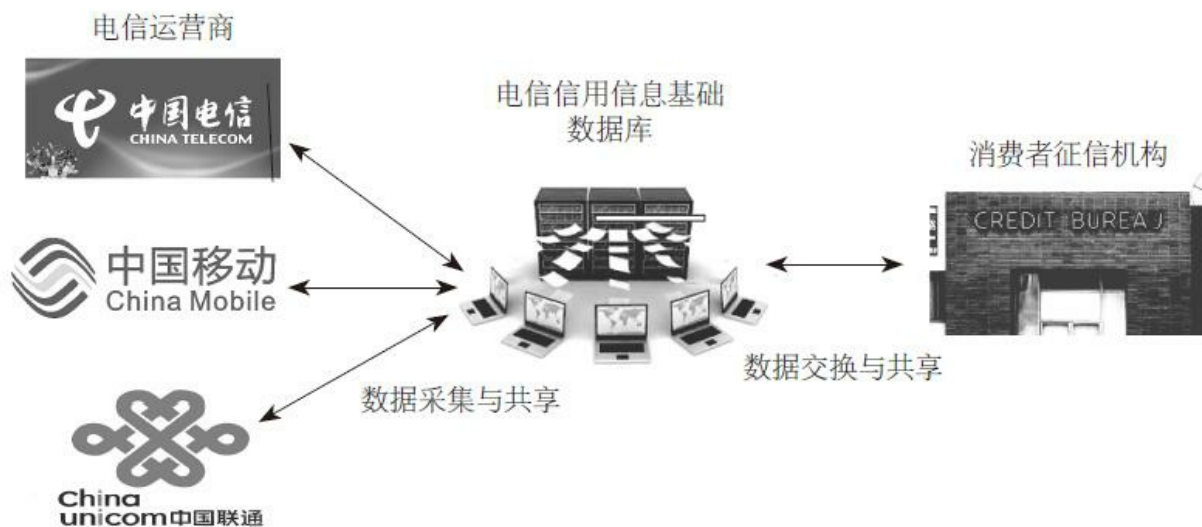 电信运营商
中国电信
CHINA TELECOM
中国移动
China Mobile
China
unicom中国联通
电信信用信息基础
数据库
数据采集与共享
数据交换与共享
消费者征信机构
CREDIT BUREAJ